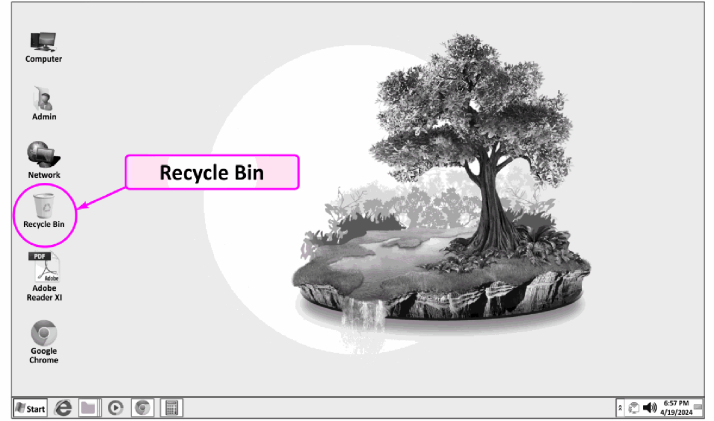 Computer
Admin
Network
Recycle Bin
Recycle Bin
PDF
Adobe
Adobe
Reader XI
Google
Chrome
Start
6:57 PM
4/19/2024